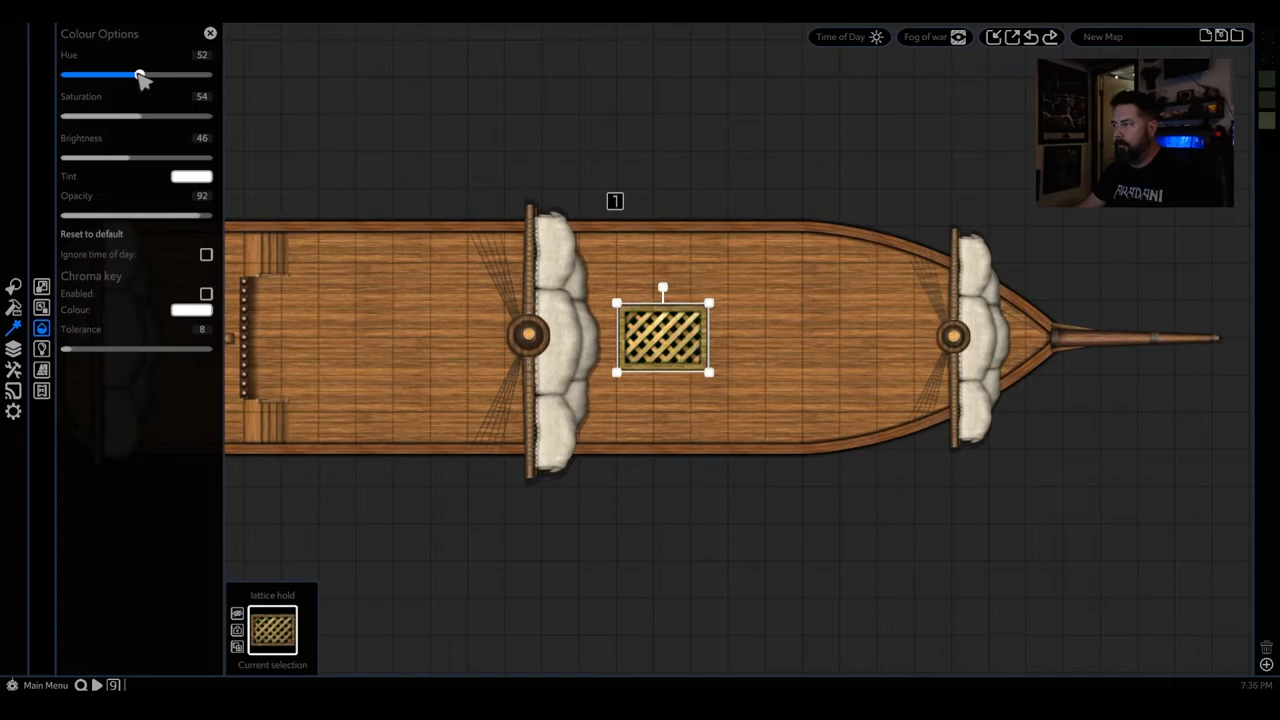 Colour Options
Time of Day
Fog of war
New Map
Hue 52
Saturation 54
Brightness 46
Tint
Opacity 92
Reset to default
Ignore time of day:
Chroma key
Enabled:
Colour:
Tolerance 8
1
ARADANI
lattice hold
Current selection
Main Menu
9
7:36 PM